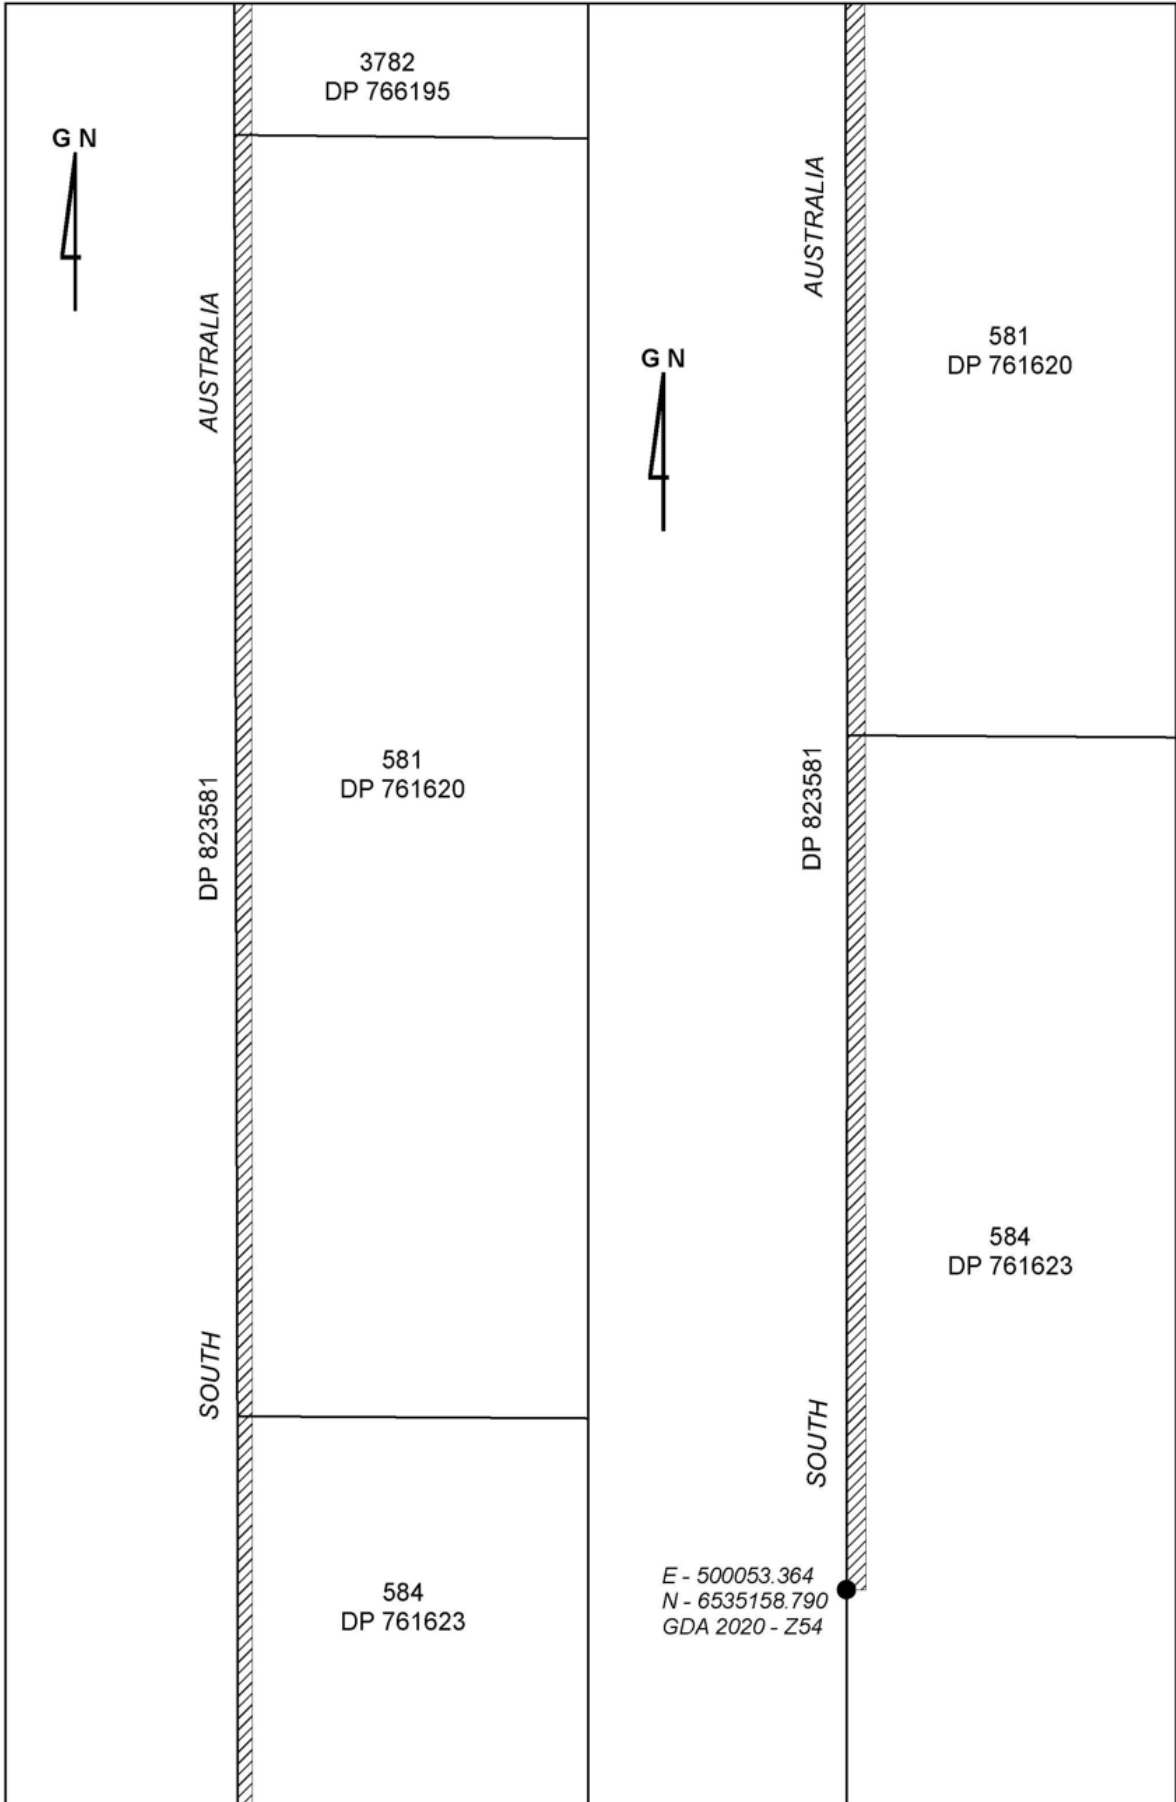 3782
DP 766195
G N
AUSTRALIA
581
DP 761620
DP 823581
SOUTH
584
DP 761623
AUSTRALIA
581
DP 761620
G N
DP 823581
584
DP 761623
SOUTH
E - 500053.364
N - 6535158.790
GDA 2020 - Z54